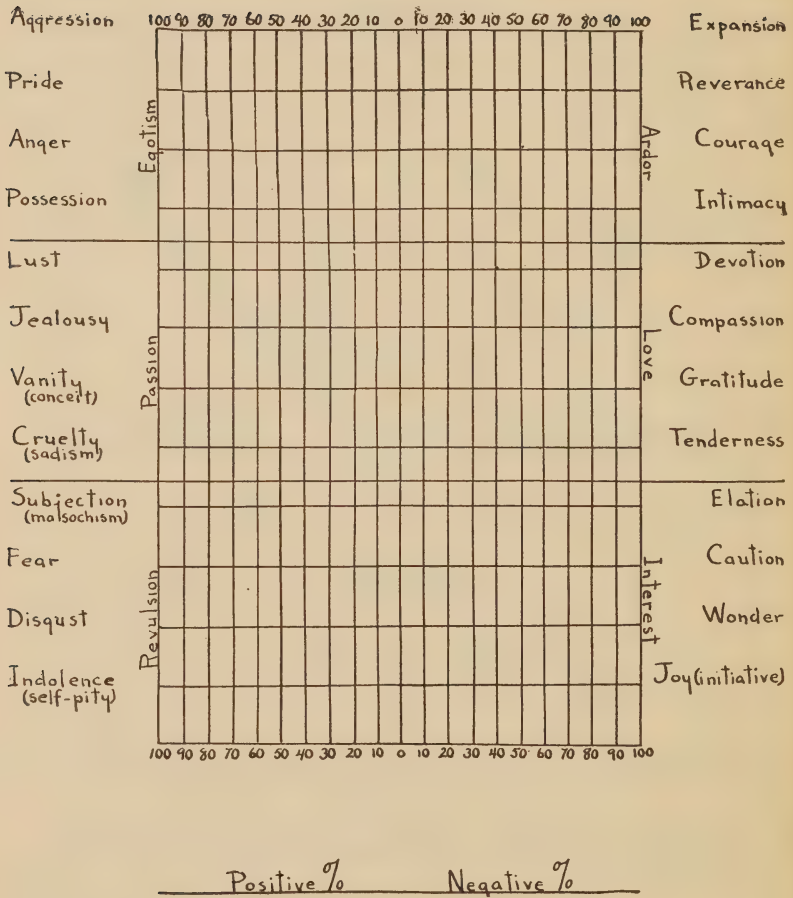 Aggression 100 90 80 70 60 50 40 30 20 10 0 10 20 30 40 50 60 70 80 90 100 Expansion
Pride Reverance
Egotism Ardor
Anger Courage
Possession Intimacy
Lust Devotion
Jealousy Compassion
Passion Love
Vanity Gratitude
(conceit)
Cruelty Tenderness
(sadism)
Subjection Elation
(malsochism)
Fear Caution
Revulsion Interest
Disgust Wonder
Indolence Joy (initiative)
(self-pity)
100 90 80 70 60 50 40 30 20 10 0 10 20 30 40 50 60 70 80 90 100
Positive % Negative %